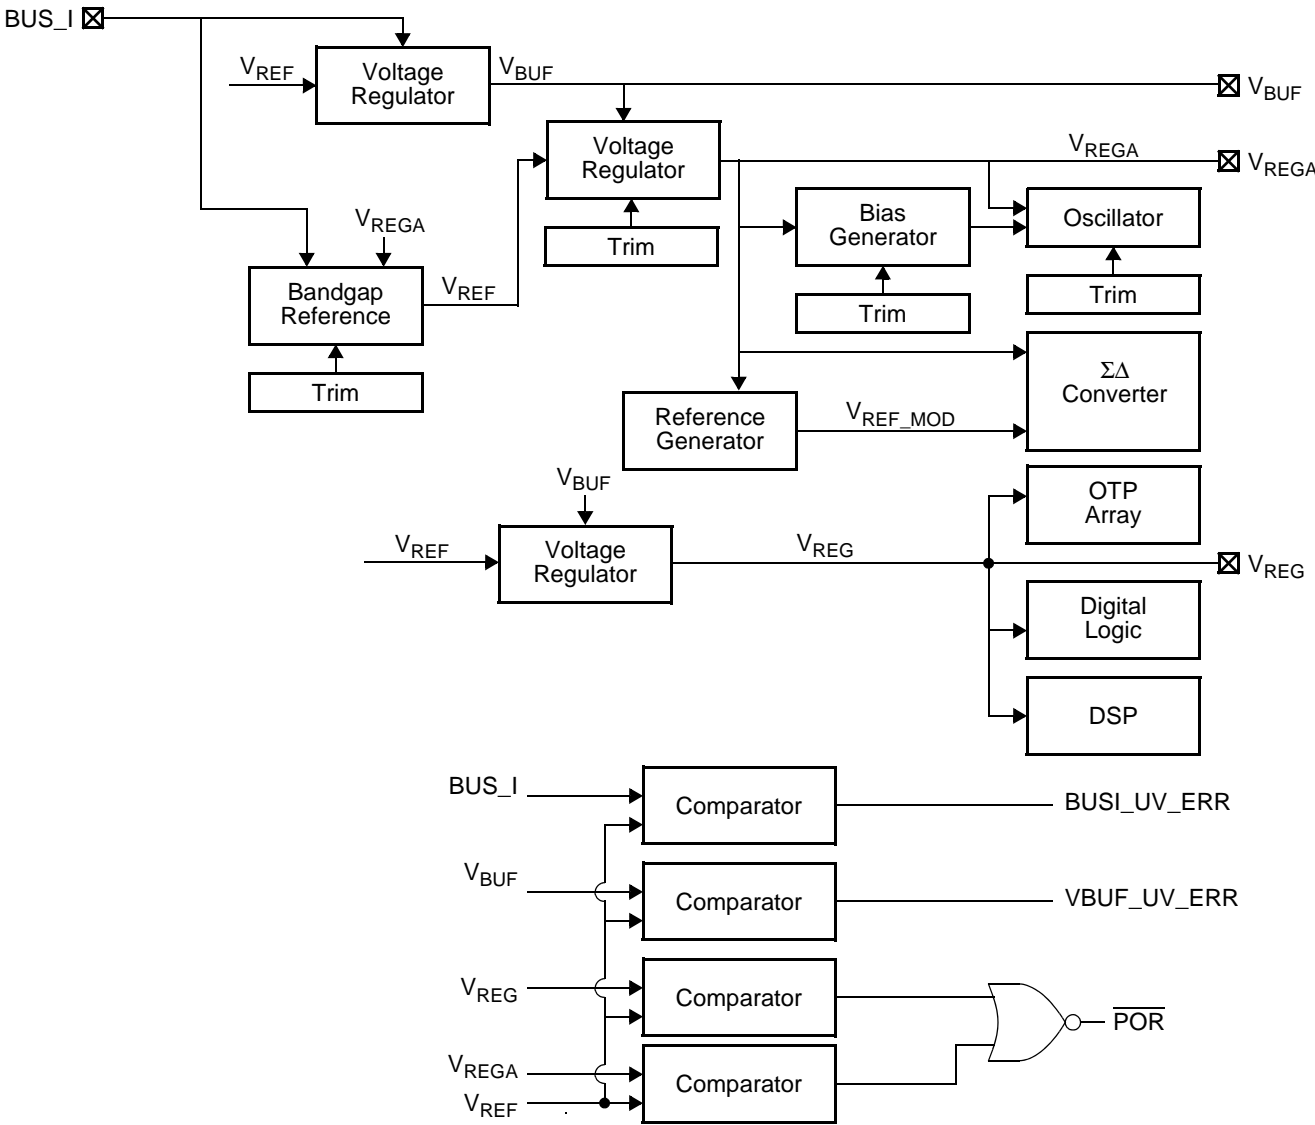 BUS_I
VREF
Voltage
Regulator
VBUF
VBUF
Voltage
Regulator
VREGA
VREGA
Trim
Bias
Generator
Oscillator
Trim
Trim
VREGA
Bandgap
Reference
VREF
Trim
ΣΔ
Converter
Reference
Generator
VREF_MOD
VBUF
VREF
Voltage
Regulator
VREG
OTP
Array
VREG
Digital
Logic
DSP
BUS_I
Comparator
BUSI_UV_ERR
VBUF
Comparator
VBUF_UV_ERR
VREG
Comparator
POR
VREGA
VREF
Comparator